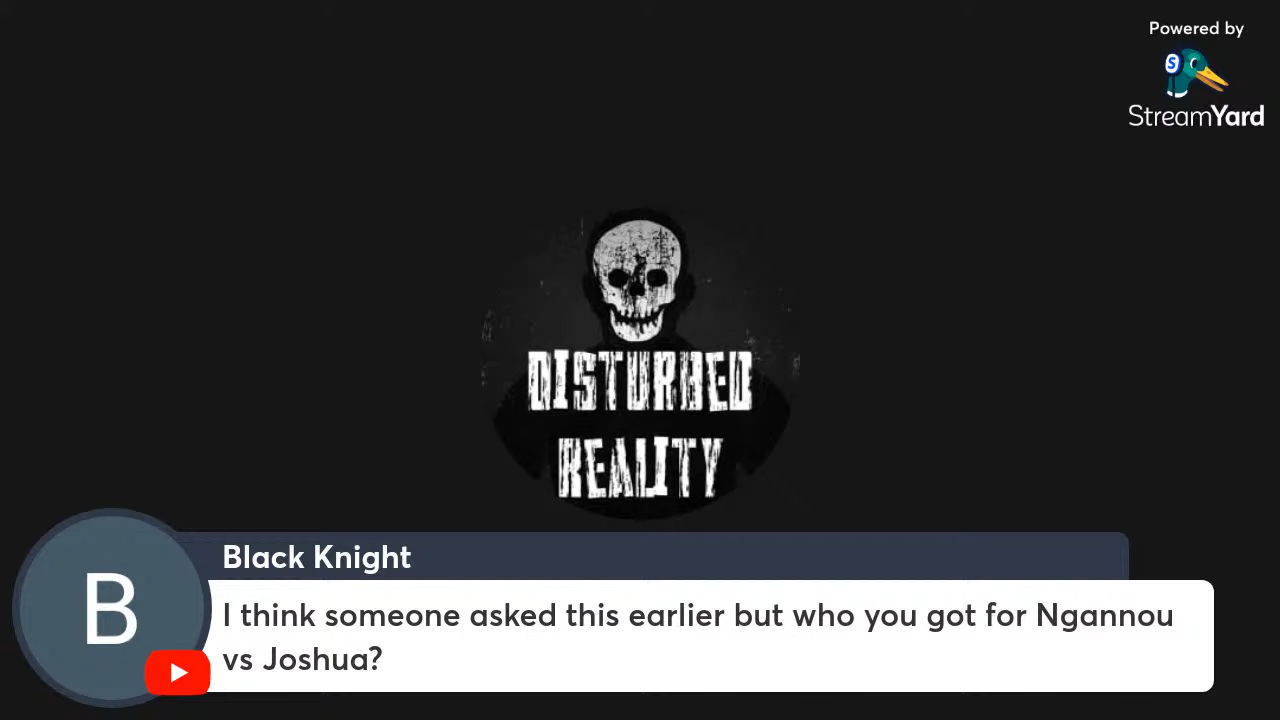 Powered by
S
StreamYard
DISTURBED
REALITY
Black Knight
B
I think someone asked this earlier but who you got for Ngannou
vs Joshua?